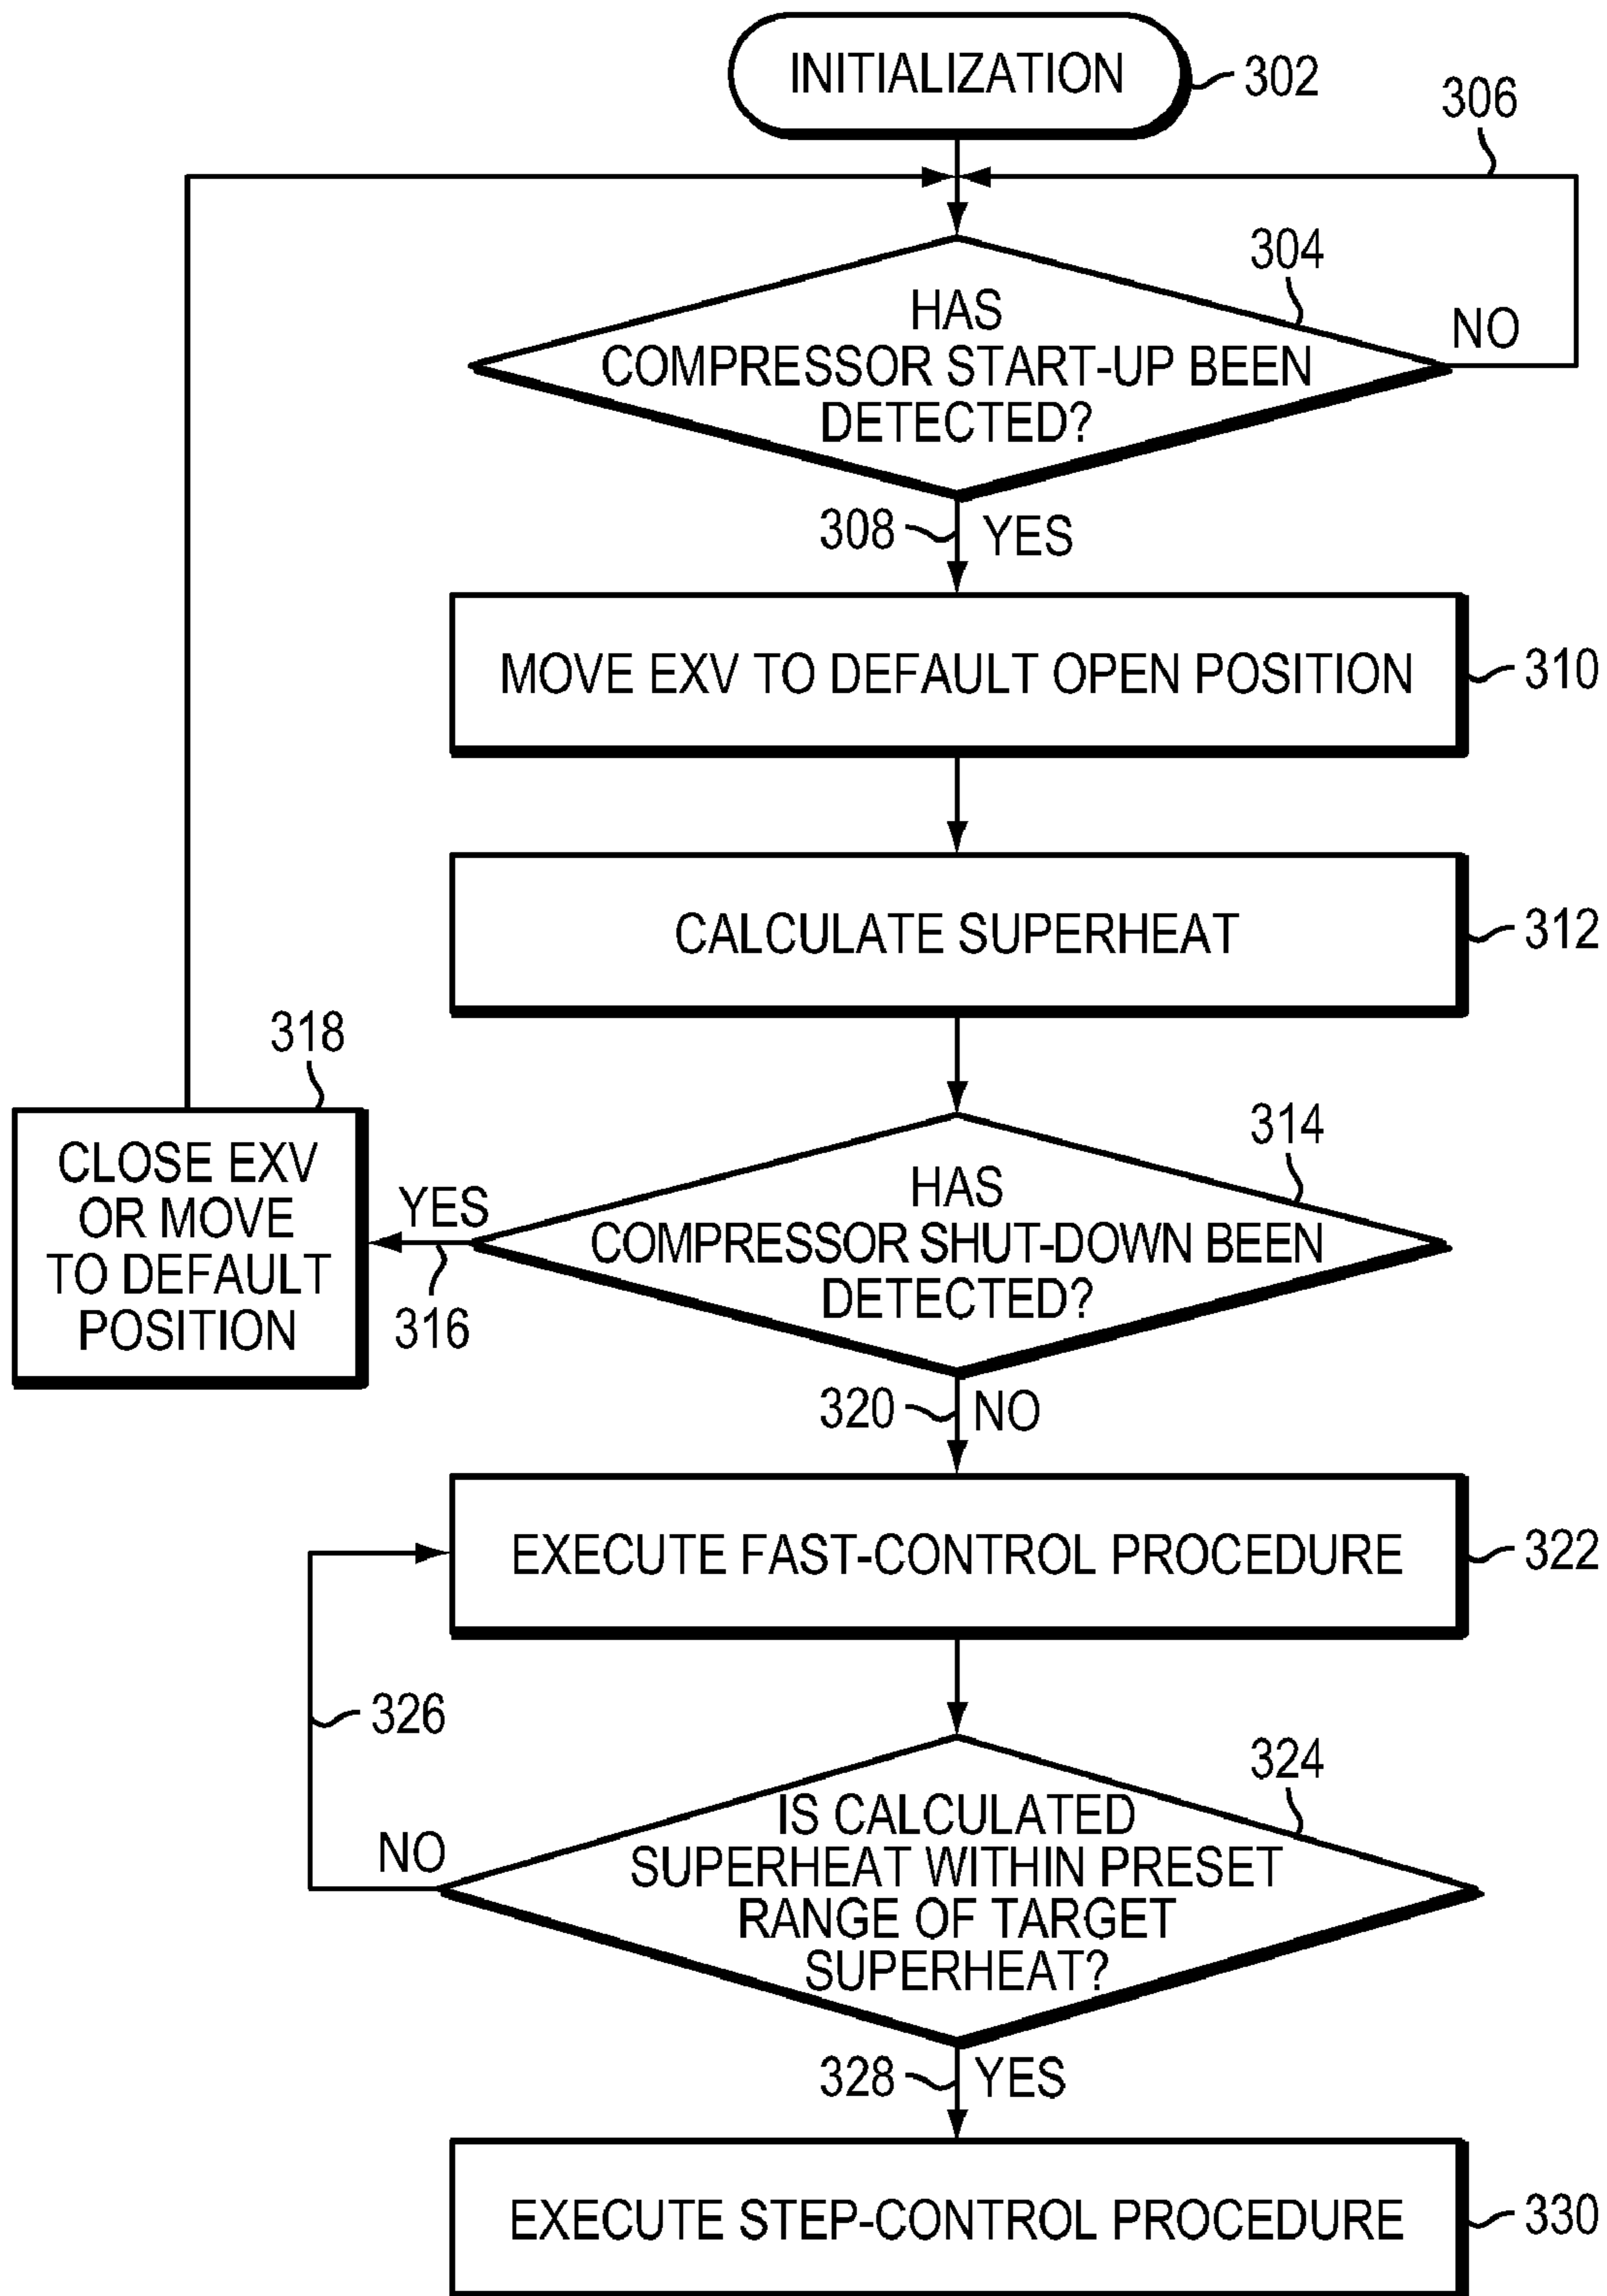 INITIALIZATION
302
306
304
HAS
COMPRESSOR START-UP BEEN
DETECTED?
NO
308
YES
MOVE EXV TO DEFAULT OPEN POSITION
310
CALCULATE SUPERHEAT
312
318
CLOSE EXV
OR MOVE
TO DEFAULT
POSITION
YES
316
314
HAS
COMPRESSOR SHUT-DOWN BEEN
DETECTED?
320
NO
EXECUTE FAST-CONTROL PROCEDURE
322
326
324
NO
IS CALCULATED
SUPERHEAT WITHIN PRESET
RANGE OF TARGET
SUPERHEAT?
328
YES
EXECUTE STEP-CONTROL PROCEDURE
330